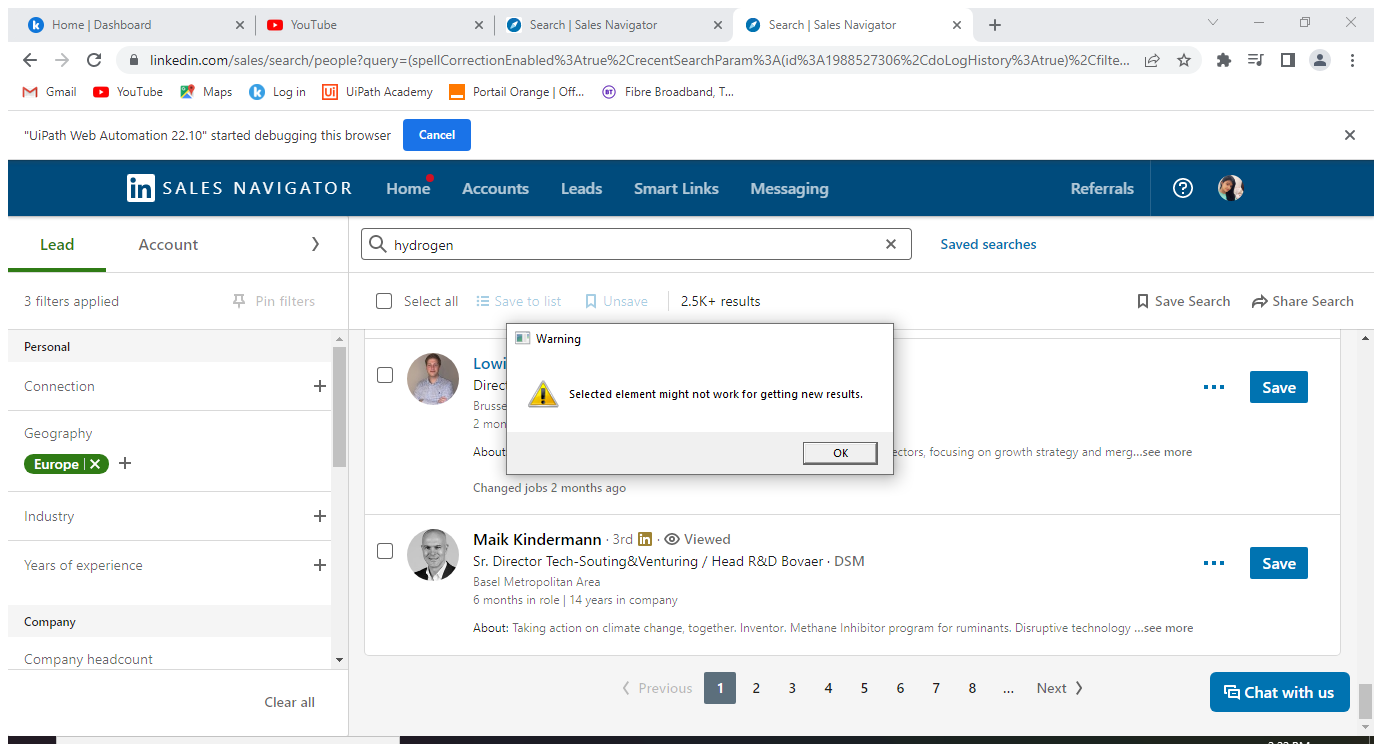 Home | Dashboard
YouTube
Search | Sales Navigator
Search | Sales Navigator
linkedin.com/sales/search/people?query=(spellCorrectionEnabled%3Atrue%2CrecentSearchParam%3A(id%3A1988527306%2CdoLogHistory%3Atrue)%2Cfilte...
Gmail
YouTube
Maps
Log in
UiPath Academy
Portail Orange | Off...
Fibre Broadband, T...
"UiPath Web Automation 22.10" started debugging this browser
Cancel
in SALES NAVIGATOR
Home
Accounts
Leads
Smart Links
Messaging
Referrals
Lead
Account
hydrogen
Saved searches
3 filters applied
Pin filters
Select all
Save to list
Unsave
2.5K+ results
Save Search
Share Search
Personal
Connection
Geography
Europe
Industry
Years of experience
Company
Company headcount
Clear all
Lowi
Direc
Brusse
2 mon
About
ectors, focusing on growth strategy and merg...see more
Changed jobs 2 months ago
Save
Warning
Selected element might not work for getting new results.
OK
Maik Kindermann · 3rd in · Viewed
Sr. Director Tech-Souting&Venturing / Head R&D Bovaer · DSM
Basel Metropolitan Area
6 months in role | 14 years in company
About: Taking action on climate change, together. Inventor. Methane Inhibitor program for ruminants. Disruptive technology ...see more
Save
Previous 1 2 3 4 5 6 7 8 ... Next
Chat with us